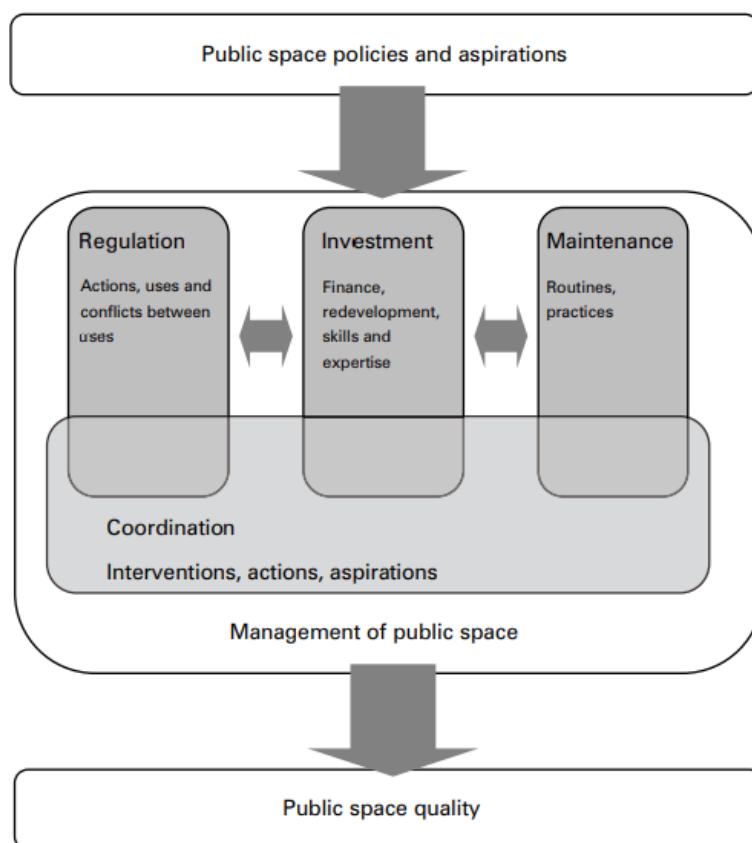 Public space policies and aspirations
Regulation
Actions, uses and
conflicts between
uses
Investment
Finance,
redevelopment,
skills and
expertise
Maintenance
Routines,
practices
Coordination
Interventions, actions, aspirations
Management of public space
Public space quality